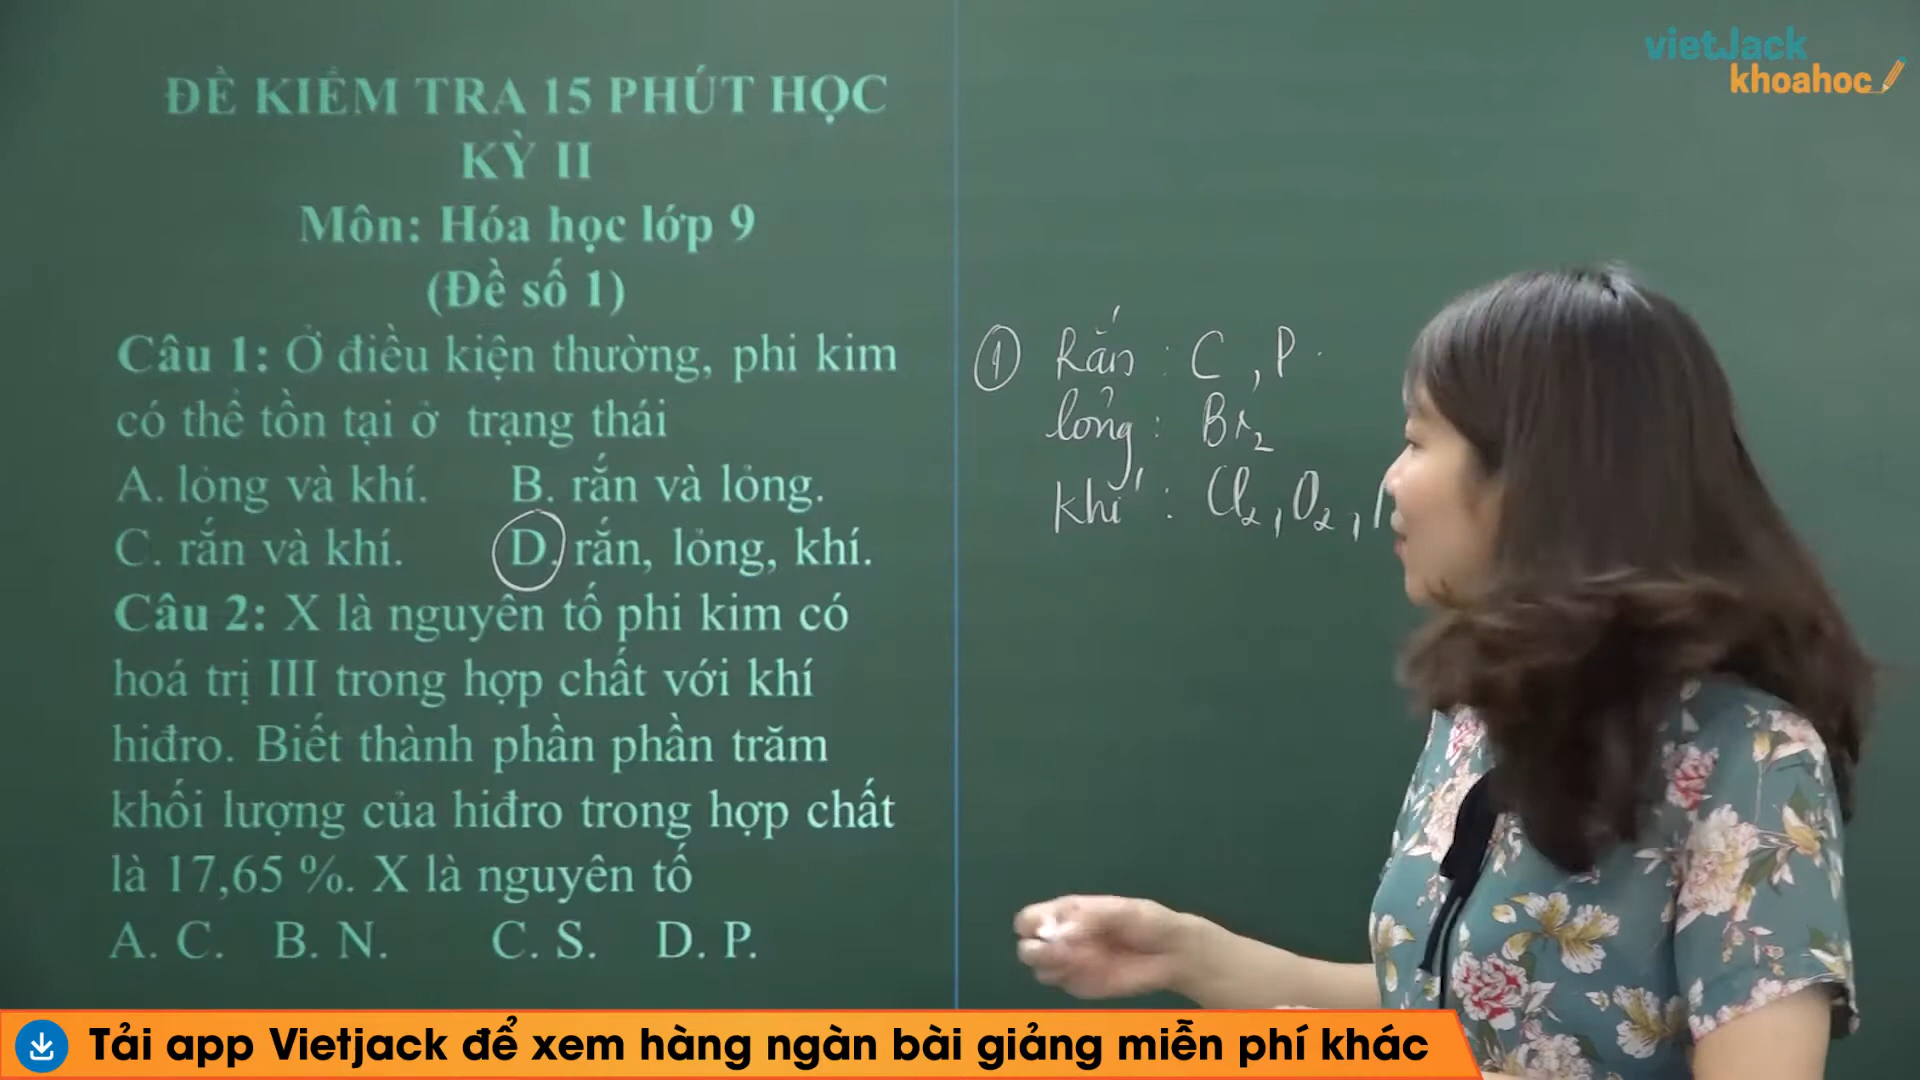 vietJack
khoahoc
ĐỀ KIỂM TRA 15 PHÚT HỌC
KỲ II
Môn: Hóa học lớp 9
(Đề số 1)
Câu 1: Ở điều kiện thường, phi kim
có thể tồn tại ở trạng thái
A. lỏng và khí. B. rắn và lỏng.
C. rắn và khí. D. rắn, lỏng, khí.
Câu 2: X là nguyên tố phi kim có
hoá trị III trong hợp chất với khí
hiđro. Biết thành phần phần trăm
khối lượng của hiđro trong hợp chất
là 17,65 %. X là nguyên tố
A. C. B. N. C. S. D. P.
① Rắn : C , P
lỏng : Br₂
khí : Cl₂ , O₂ ,
Tải app Vietjack để xem hàng ngàn bài giảng miễn phí khác